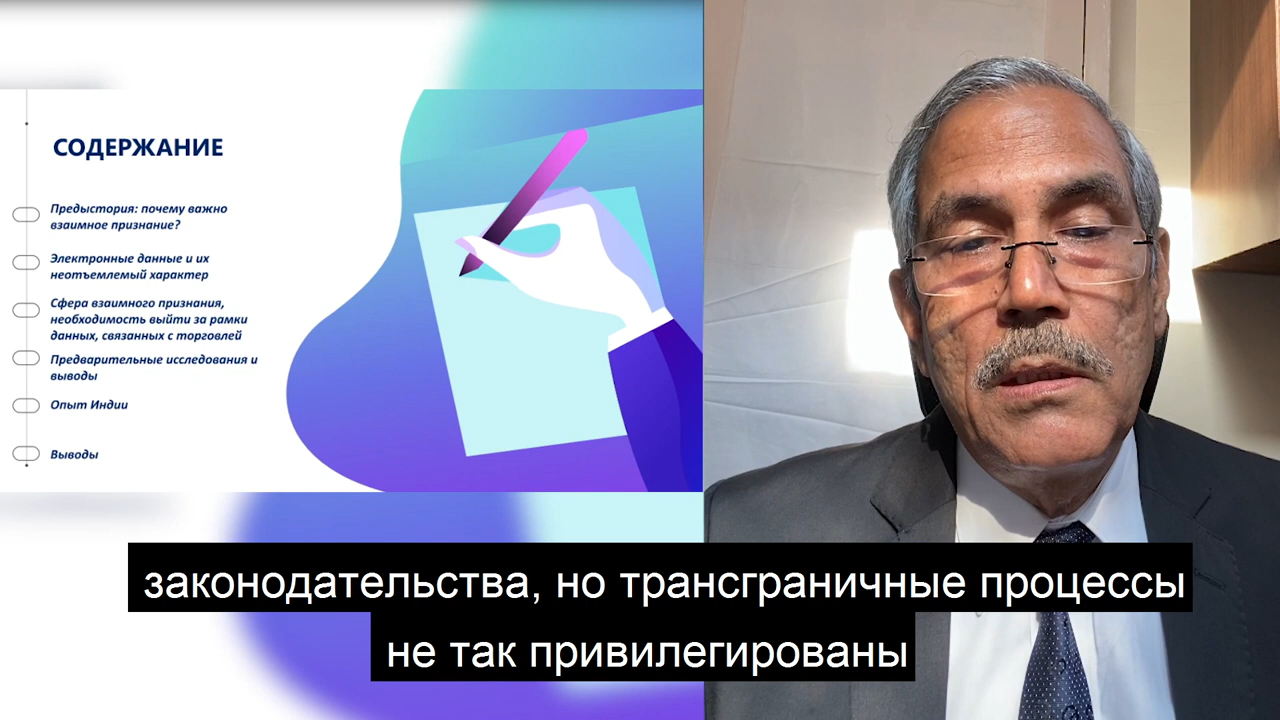 СОДЕРЖАНИЕ
Предыстория: почему важно
взаимное признание?
Электронные данные и их
неотъемлемый характер
Сфера взаимного признания,
необходимость выйти за рамки
данных, связанных с торговлей
Предварительные исследования и
выводы
Опыт Индии
Выводы
законодательства, но трансграничные процессы
не так привилегированы